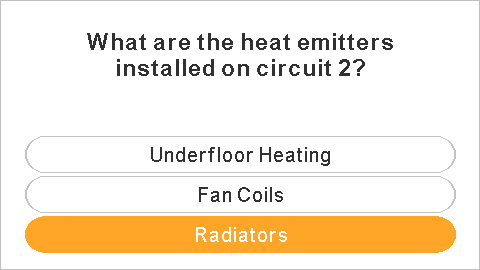 What are the heat emitters
installed on circuit 2?
Underfloor Heating
Fan Coils
Radiators